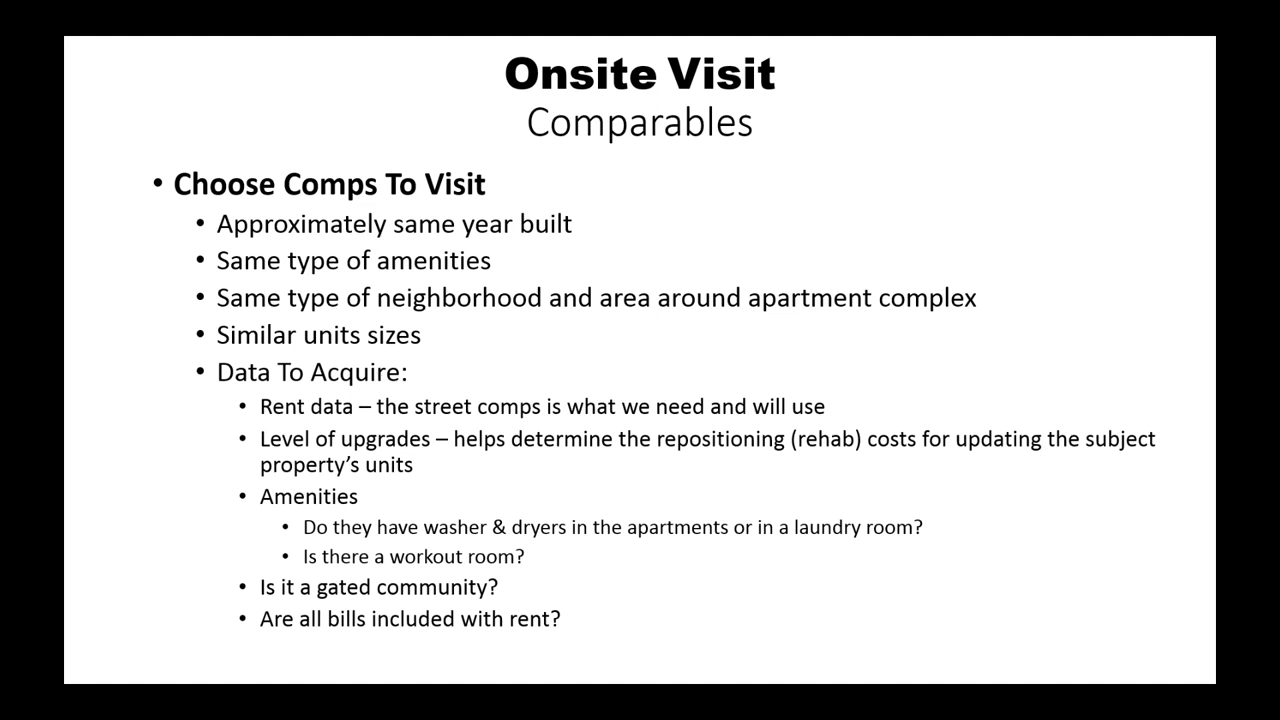 Onsite Visit
Comparables
• Choose Comps To Visit
• Approximately same year built
• Same type of amenities
• Same type of neighborhood and area around apartment complex
• Similar units sizes
• Data To Acquire:
• Rent data – the street comps is what we need and will use
• Level of upgrades – helps determine the repositioning (rehab) costs for updating the subject
property’s units
• Amenities
• Do they have washer & dryers in the apartments or in a laundry room?
• Is there a workout room?
• Is it a gated community?
• Are all bills included with rent?